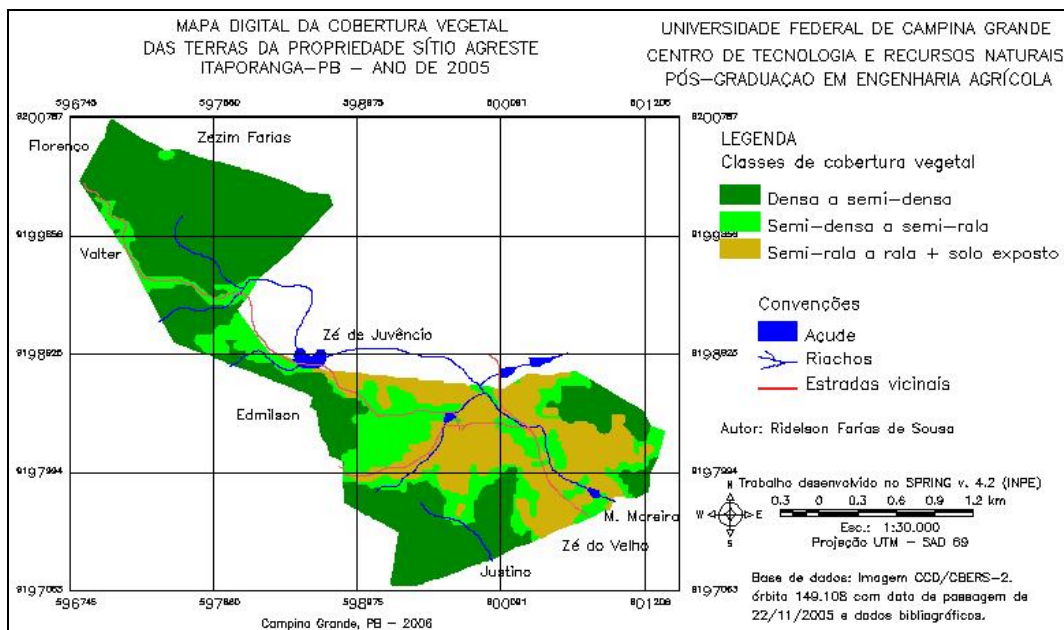 MAPA DIGITAL DA COBERTURA VEGETAL
DAS TERRAS DA PROPRIEDADE SÍTIO AGRESTE
ITAPORANGA-PB - ANO DE 2005
UNIVERSIDADE FEDERAL DE CAMPINA GRANDE
CENTRO DE TECNOLOGIA E RECURSOS NATURAIS
PÓS-GRADUAÇAO EM ENGENHARIA AGRÍCOLA
596745 597860 598975 600091 601206
9200787
Florenço
Zezim Farias
Valter
Zé de Juvêncio
Edmilson
M. Moreira
Zé do Velho
Justino
9198925
9197994
9197063
596745 597860 598975 600091 601206
Campina Grande, PB - 2006
LEGENDA
Classes de cobertura vegetal
Densa a semi-densa
Semi-densa a semi-rala
Semi-rala a rala + solo exposto
Convenções
Açude
Riachos
Estradas vicinais
Autor: Ridelson Farias de Sousa
Trabalho desenvolvido no SPRING v. 4.2 (INPE)
N
W E
S
0.3 0 0.3 0.6 0.9 1.2 km
Esc.: 1:30.000
Projeção UTM - SAD 69
Base de dados: Imagem CCD/CBERS-2.
órbita 149.108 com data de passagem de
22/11/2005 e dados bibliográficos.